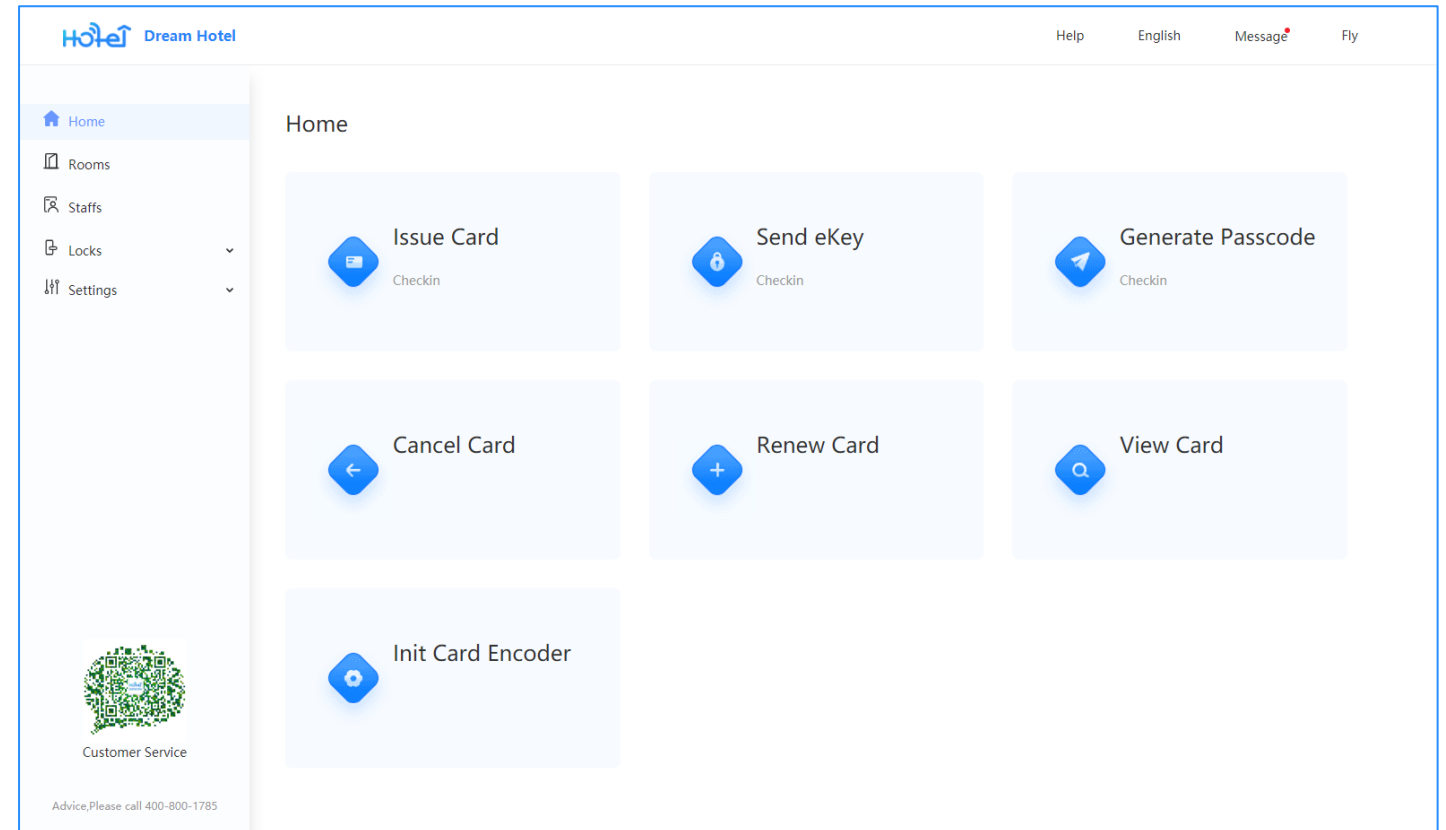 Hotel Dream Hotel
Help English Message Fly
Home
Rooms
Staffs
Locks
Settings
Customer Service
Advice,Please call 400-800-1785
Home
Issue Card
Checkin
Send eKey
Checkin
Generate Passcode
Checkin
Cancel Card
Renew Card
View Card
Init Card Encoder